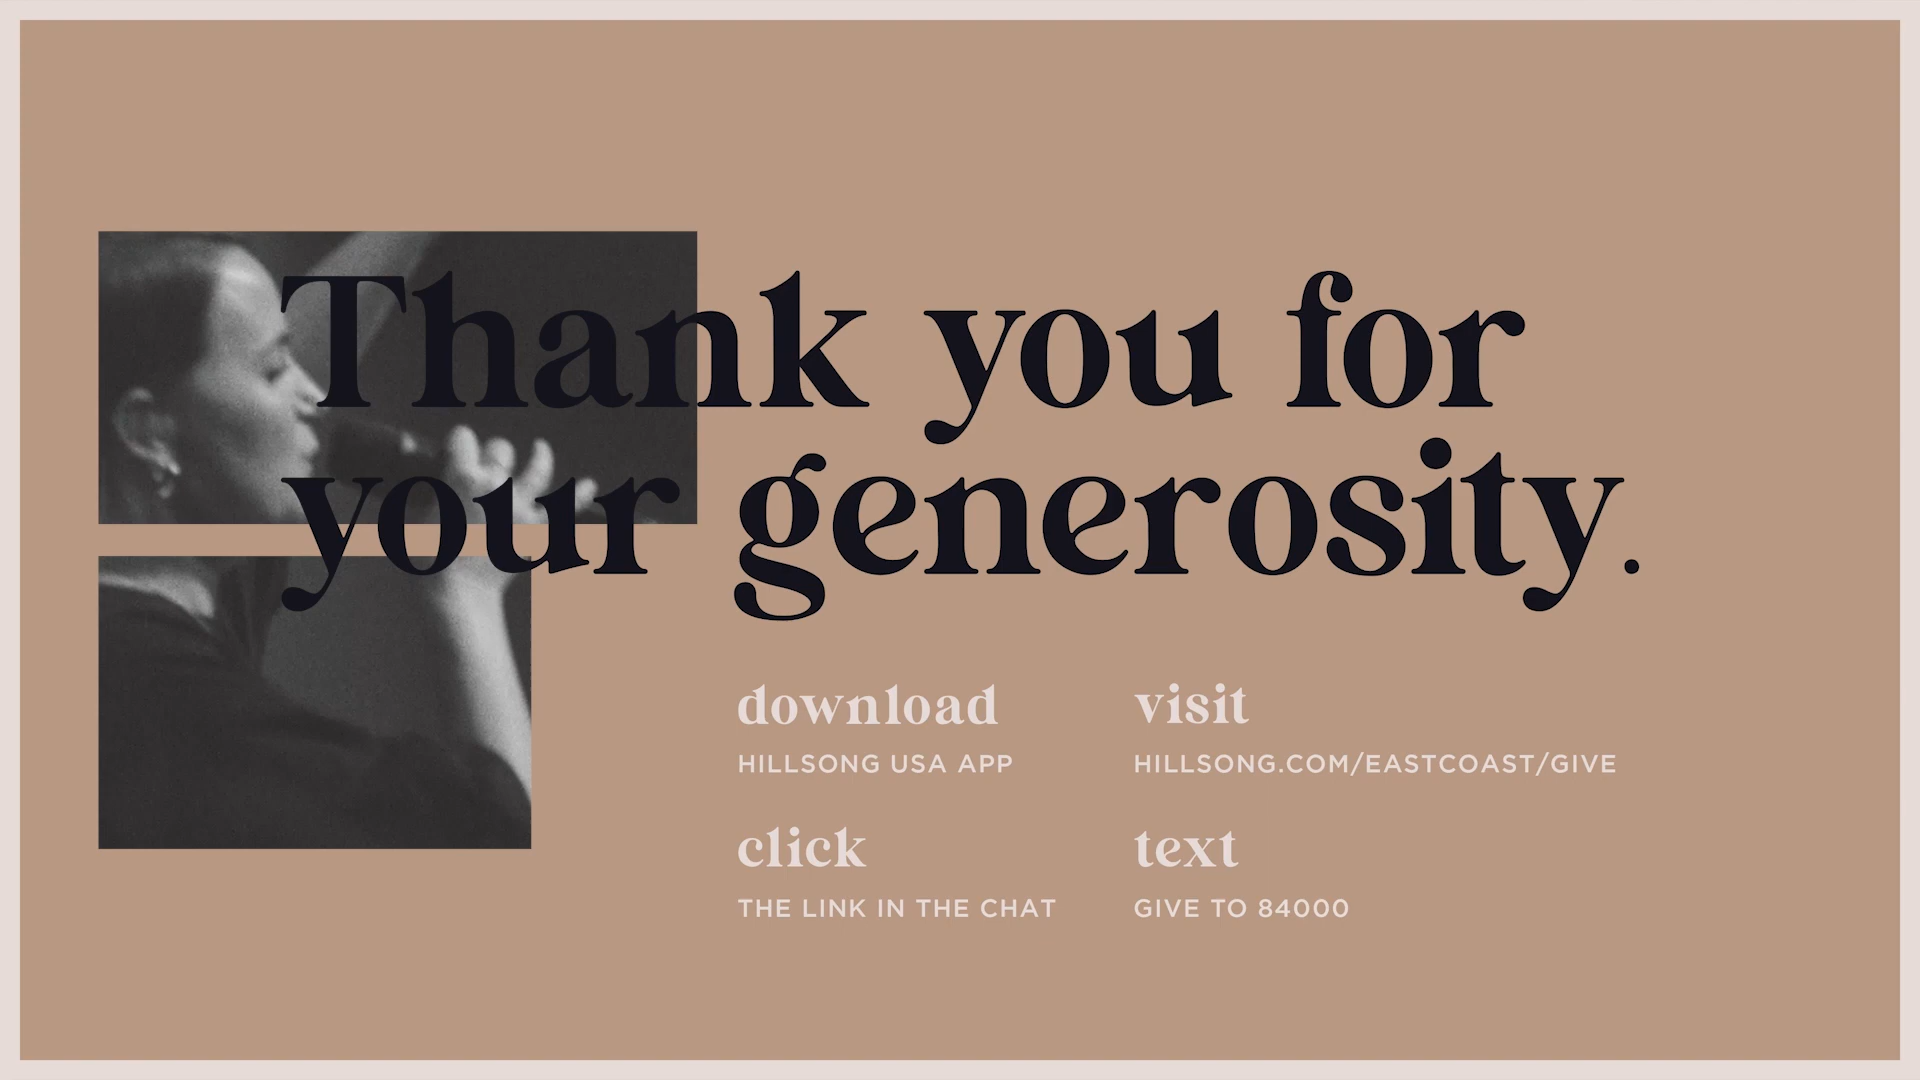 Thank you for
your generosity.
download
HILLSONG USA APP
visit
HILLSONG.COM/EASTCOAST/GIVE
click
THE LINK IN THE CHAT
text
GIVE TO 84000